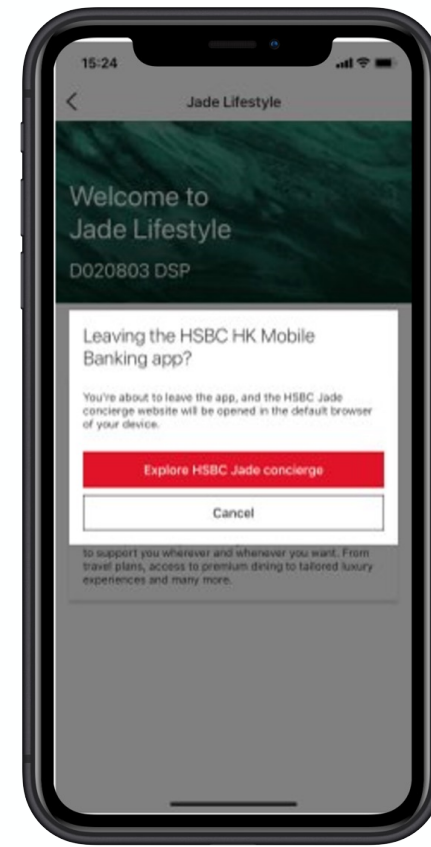 15:24
Jade Lifestyle
Welcome to
Jade Lifestyle
D020803 DSP
Leaving the HSBC HK Mobile
Banking app?
You're about to leave the app, and the HSBC Jade
concierge website will be opened in the default browser
of your device.
Explore HSBC Jade concierge
Cancel
to support you wherever and whenever you want. From
travel plans, access to premium dining to tailored luxury
experiences and many more.